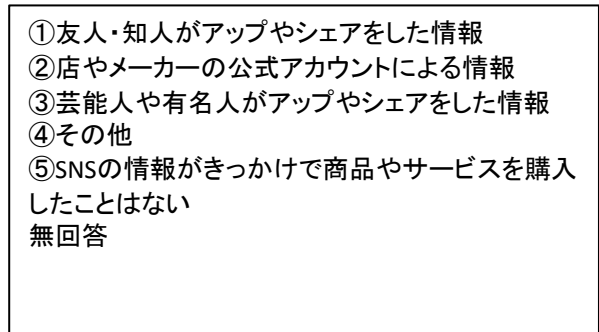 ①友人・知人がアップやシェアをした情報
②店やメーカーの公式アカウントによる情報
③芸能人や有名人がアップやシェアをした情報
④その他
⑤SNSの情報がきっかけで商品やサービスを購入
したことはない
無回答